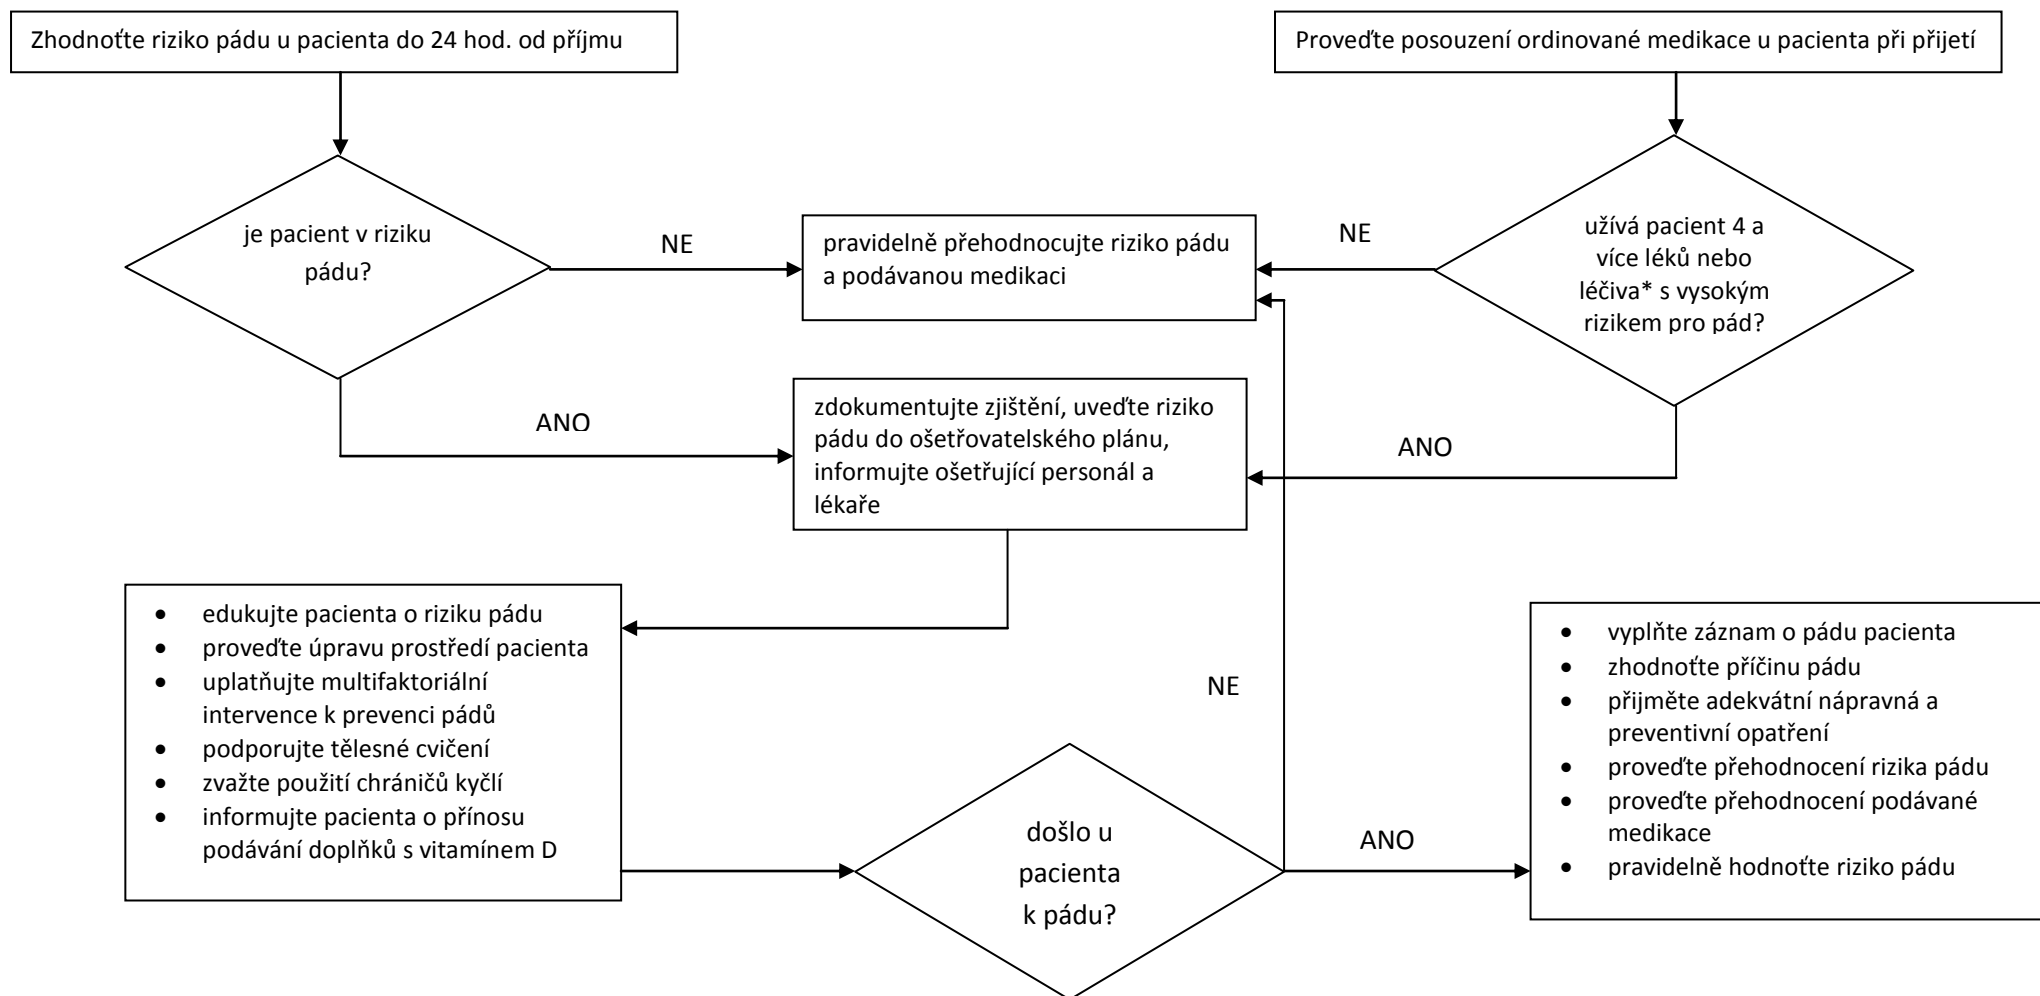 Zhodnoťte riziko pádu u pacienta do 24 hod. od příjmu
Proveďte posouzení ordinované medikace u pacienta při přijetí
je pacient v riziku
pádu?
NE
pravidelně přehodnocujte riziko pádu
a podávanou medikaci
NE
užívá pacient 4 a
více léků nebo
léčiva* s vysokým
rizikem pro pád?
ANO
zdokumentujte zjištění, uveďte riziko
pádu do ošetřovatelského plánu,
informujte ošetřující personál a
lékaře
ANO
• edukujte pacienta o riziku pádu
• proveďte úpravu prostředí pacienta
• uplatňujte multifaktoriální
intervence k prevenci pádů
• podporujte tělesné cvičení
• zvažte použití chráničů kyčlí
• informujte pacienta o přínosu
podávání doplňků s vitamínem D
došlo u
pacienta
k pádu?
NE
ANO
• vyplňte záznam o pádu pacienta
• zhodnoťte příčinu pádu
• přijměte adekvátní nápravná a
preventivní opatření
• proveďte přehodnocení rizika pádu
• proveďte přehodnocení podávané
medikace
• pravidelně hodnoťte riziko pádu